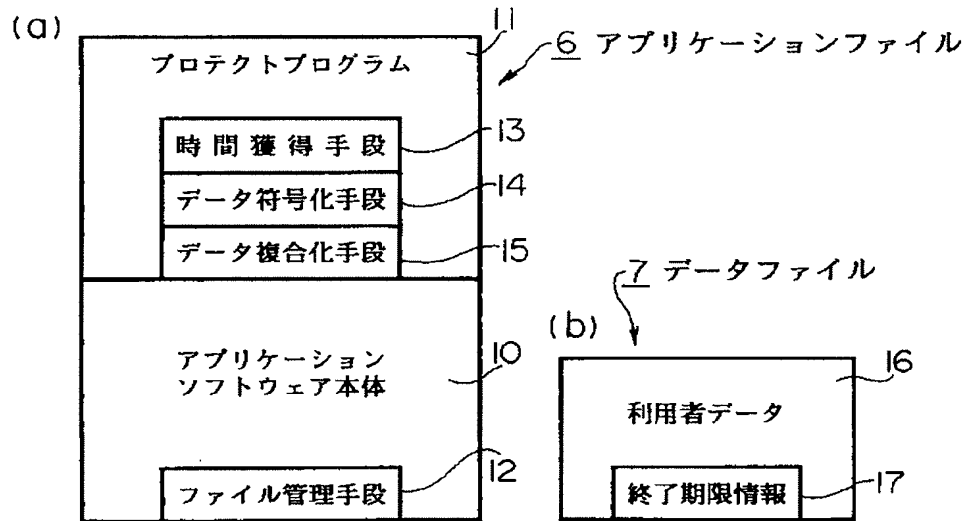 (a)
11
6 アプリケーションファイル
プロテクトプログラム
時間獲得手段
13
データ符号化手段
14
データ複合化手段
15
7 データファイル
(b)
アプリケーション
ソフトウェア本体
10
16
利用者データ
ファイル管理手段
12
終了期限情報
17